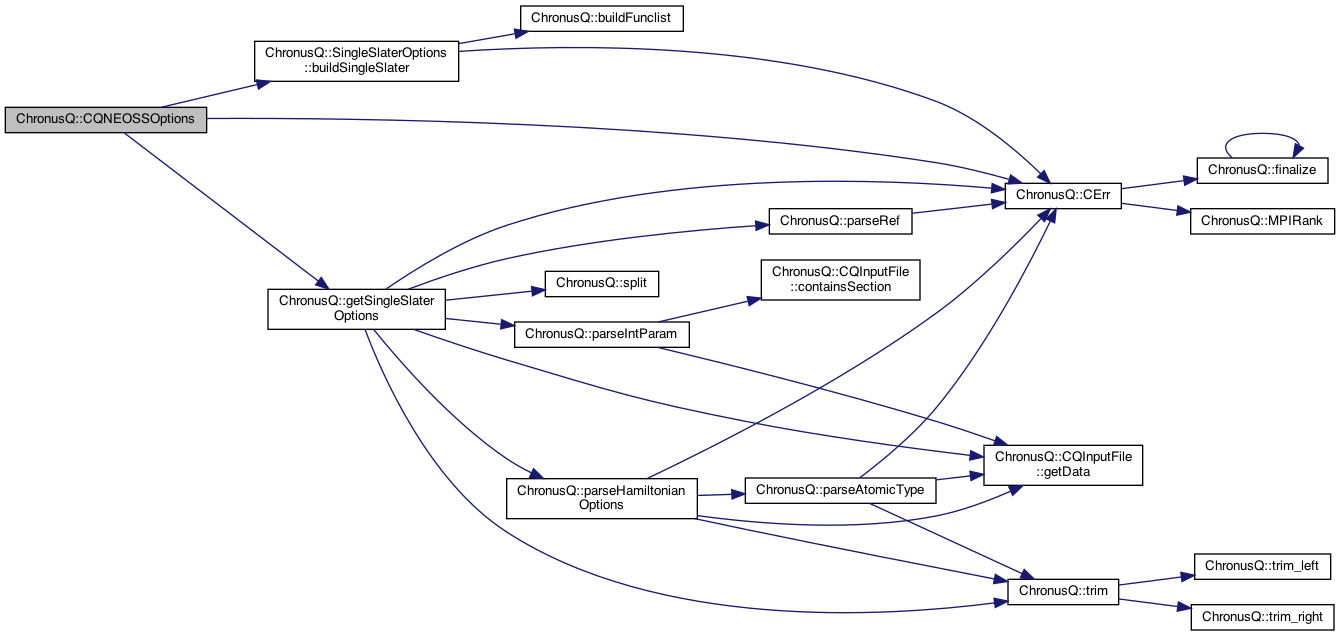 ChronusQ::buildFunclist
ChronusQ::SingleSlaterOptions
::buildSingleSlater
ChronusQ::CQNEOSSOptions
ChronusQ::finalize
ChronusQ::CErr
ChronusQ::parseRef
ChronusQ::MPIRank
ChronusQ::CQInputFile
::containsSection
ChronusQ::split
ChronusQ::getSingleSlater
Options
ChronusQ::parseIntParam
ChronusQ::CQInputFile
::getData
ChronusQ::parseHamiltonian
Options
ChronusQ::parseAtomicType
ChronusQ::trim_left
ChronusQ::trim
ChronusQ::trim_right